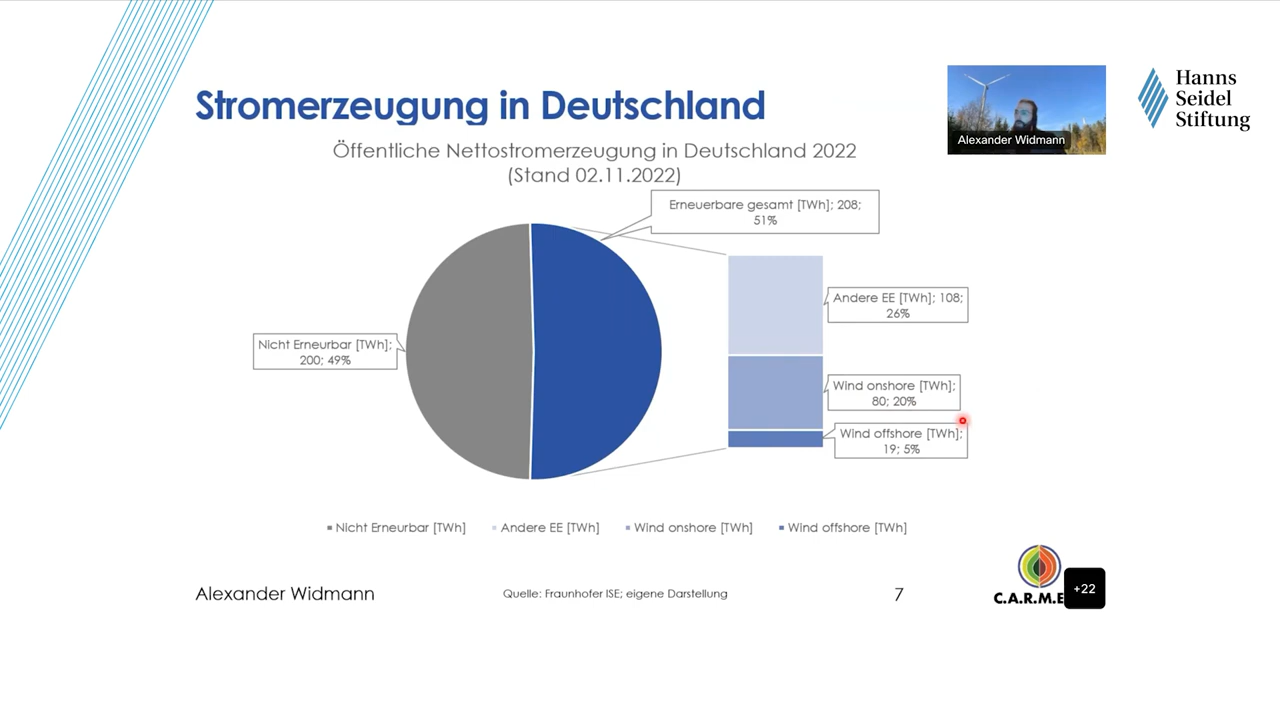 Stromerzeugung in Deutschland
Hanns
Seidel
Stiftung
Alexander Widmann
Öffentliche Nettostromerzeugung in Deutschland 2022
(Stand 02.11.2022)
Erneuerbare gesamt [TWh]; 208;
51%
Andere EE [TWh]; 108;
26%
Nicht Erneurbar [TWh];
200; 49%
Wind onshore [TWh];
80; 20%
Wind offshore [TWh];
19; 5%
Nicht Erneurbar [TWh]
Andere EE [TWh]
Wind onshore [TWh]
Wind offshore [TWh]
Alexander Widmann
Quelle: Fraunhofer ISE; eigene Darstellung
7
C.A.R.M.E
+22